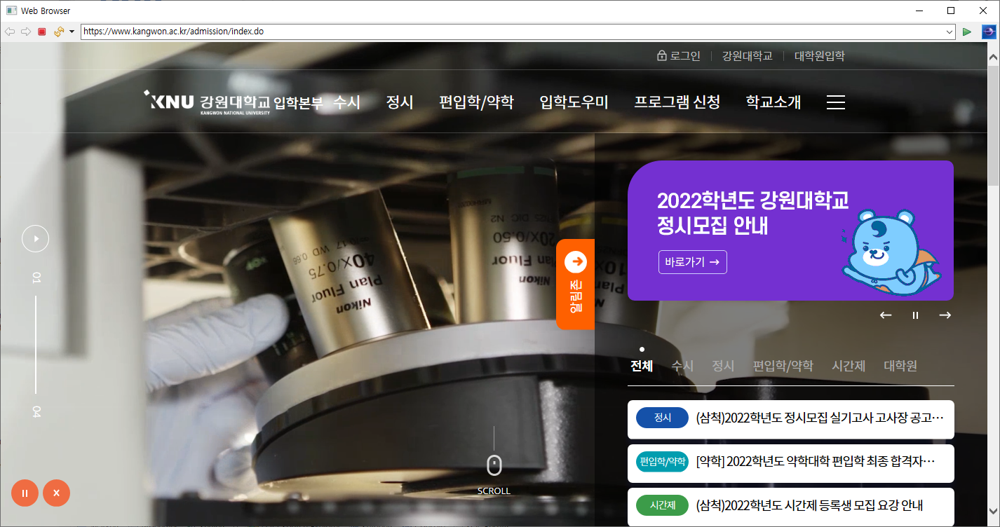 Web Browser
https://www.kangwon.ac.kr/admission/index.do
로그인 강원대학교 대학원입학
KNU 강원대학교 입학본부 수시 정시 편입학/약학 입학도우미 프로그램 신청 학교소개
KANGWON NATIONAL UNIVERSITY
2022학년도 강원대학교
정시모집 안내
바로가기
01
04
알림존
40X/0.75
Plan Fluor
Nikon
20X/0.50
Plan Fluor
Nikon
전체 수시 정시 편입학/약학 시간제 대학원
정시 (삼척)2022학년도 정시모집 실기고사 고사장 공고…
편입학/약학 [약학] 2022학년도 약학대학 편입학 최종 합격자…
시간제 (삼척)2022학년도 시간제 등록생 모집 요강 안내
SCROLL